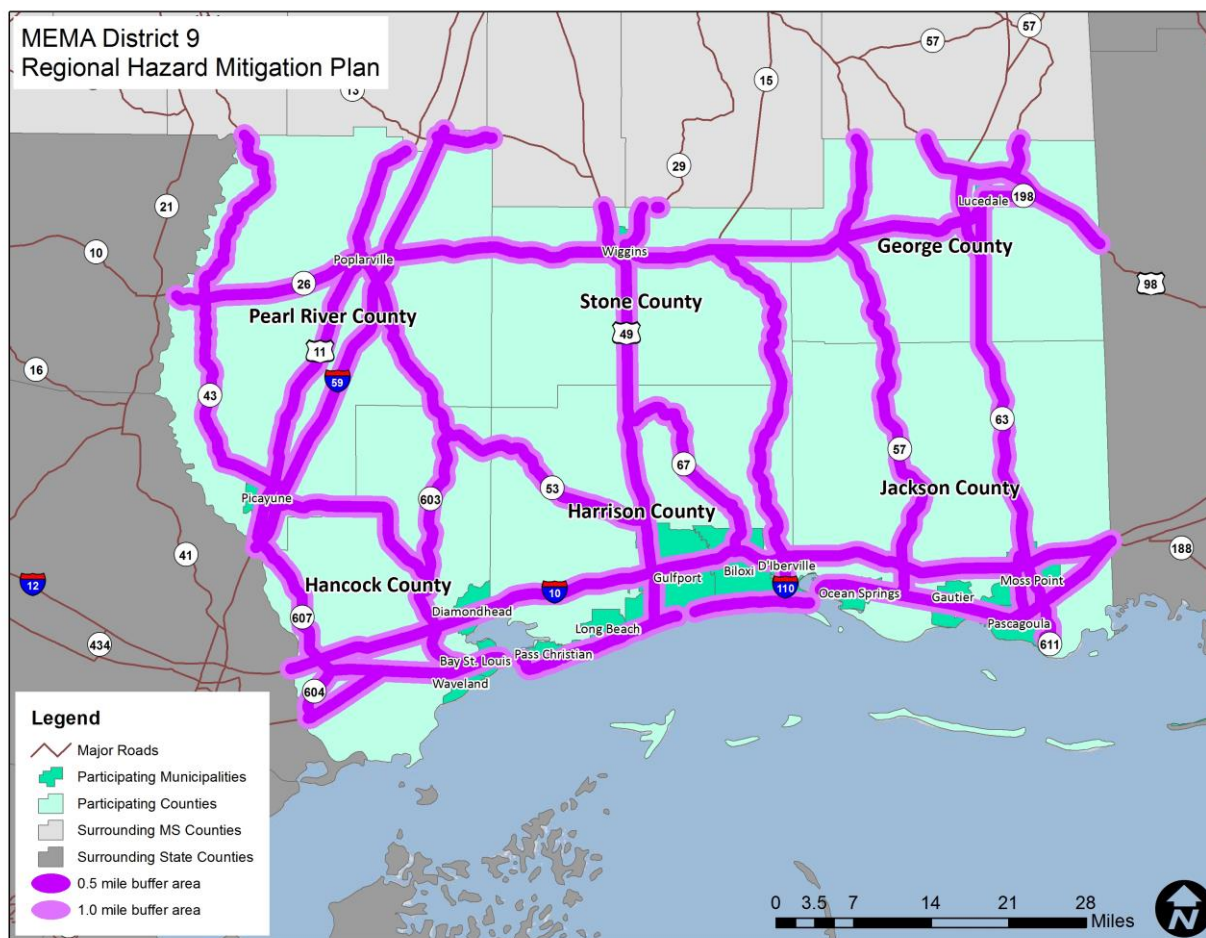 MEMA District 9
Regional Hazard Mitigation Plan
13
57
57
15
29
21
10
198
Lucedale
George County
Wiggins
Poplarville
26
Pearl River County
Stone County
98
49
11
59
16
43
63
57
67
Jackson County
Picayune
603
53
Harrison County
41
12
188
Hancock County
Gulfport
Biloxi
D'Iberville
Moss Point
10
110
Ocean Springs
Gautier
Diamondhead
607
Long Beach
Pascagoula
434
611
Bay St. Louis
Pass Christian
Waveland
604
Legend
Major Roads
Participating Municipalities
Participating Counties
Surrounding MS Counties
Surrounding State Counties
0.5 mile buffer area
1.0 mile buffer area
0 3.5 7 14 21 28
Miles
N